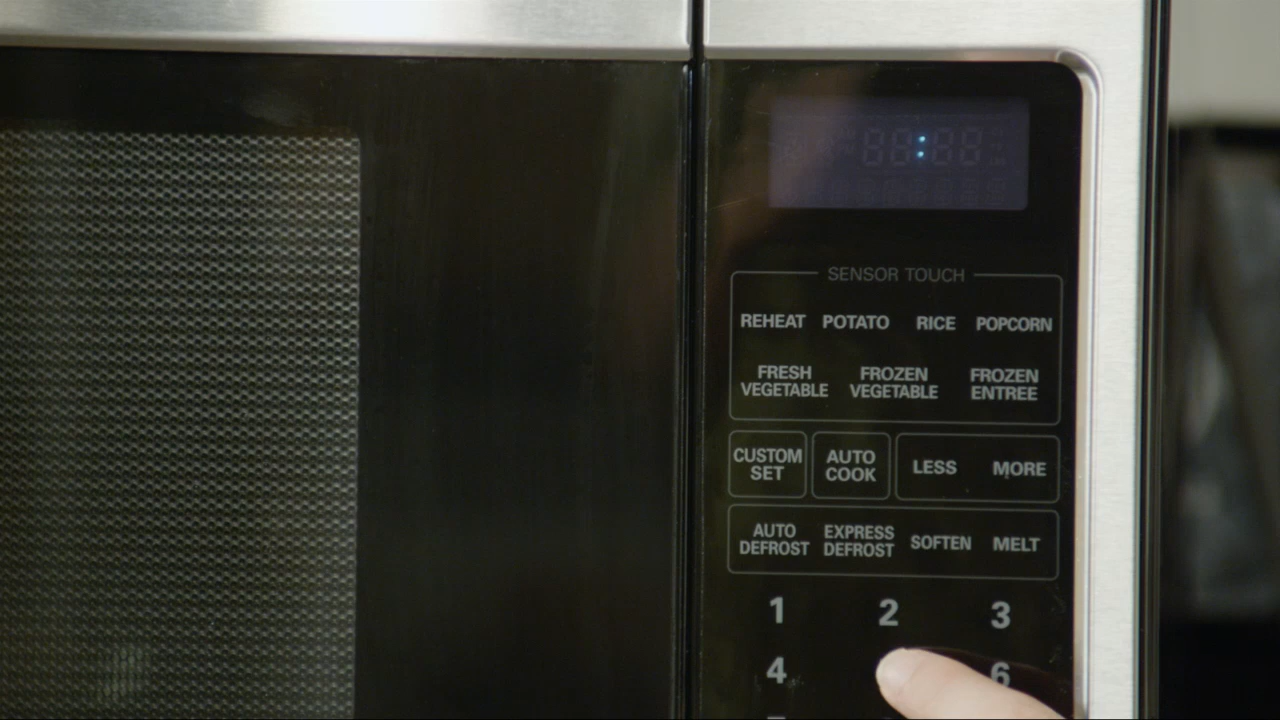 :
SENSOR TOUCH
REHEAT POTATO RICE POPCORN
FRESH VEGETABLE FROZEN VEGETABLE FROZEN ENTREE
CUSTOM SET AUTO COOK LESS MORE
AUTO DEFROST EXPRESS DEFROST SOFTEN MELT
1 2 3
4 6